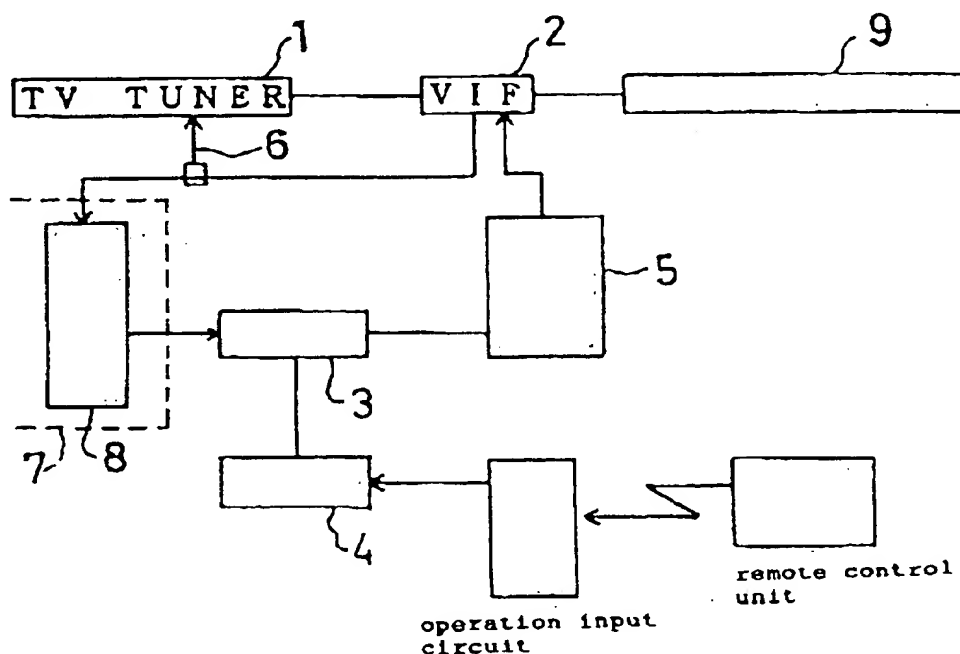 1
2
9
TV TUNER
VIF
6
5
3
7
8
4
remote control
unit
operation input
circuit